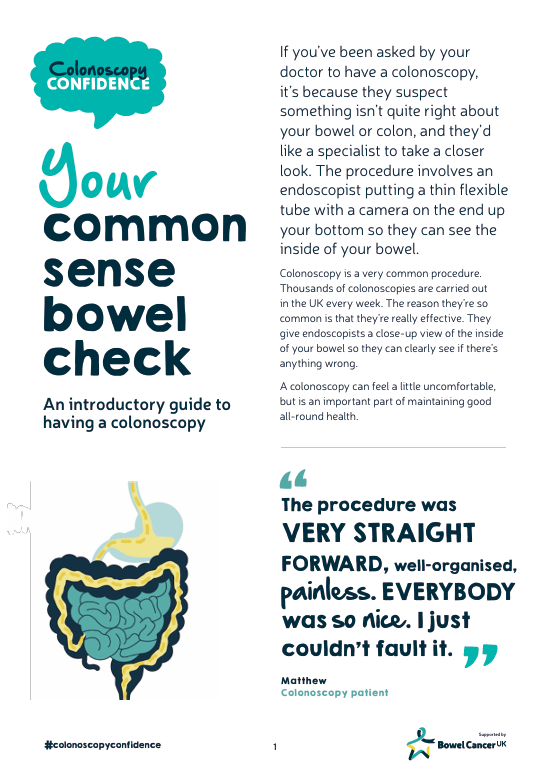 Colonoscopy
CONFIDENCE
Your
common
sense
bowel
check
An introductory guide to
having a colonoscopy
If you've been asked by your
doctor to have a colonoscopy,
it's because they suspect
something isn't quite right about
your bowel or colon, and they'd
like a specialist to take a closer
look. The procedure involves an
endoscopist putting a thin flexible
tube with a camera on the end up
your bottom so they can see the
inside of your bowel.
Colonoscopy is a very common procedure.
Thousands of colonoscopies are carried out
in the UK every week. The reason they're so
common is that they're really effective. They
give endoscopists a close-up view of the inside
of your bowel so they can clearly see if there's
anything wrong.
A colonoscopy can feel a little uncomfortable,
but is an important part of maintaining good
all-round health.
“
The procedure was
VERY STRAIGHT
FORWARD, well-organised,
painless. EVERYBODY
was so nice. I just
couldn't fault it. ”
Matthew
Colonoscopy patient
#colonoscopyconfidence
1
Supported by
Bowel Cancer UK